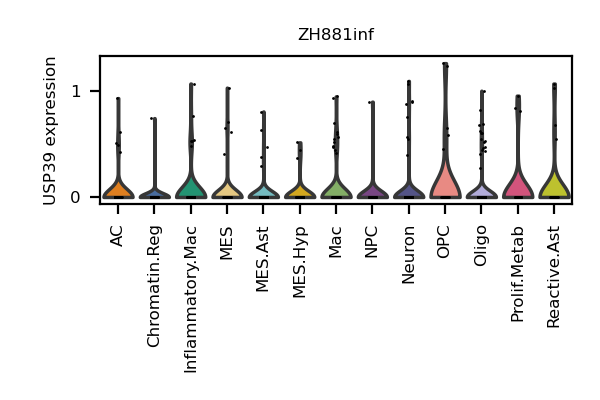 ZH881inf
USP39 expression
1
0
AC
Chromatin.Reg
Inflammatory.Mac
MES
MES.Ast
MES.Hyp
Mac
NPC
Neuron
OPC
Oligo
Prolif.Metab
Reactive.Ast